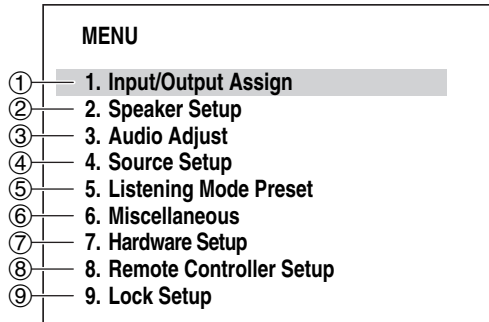 MENU
① 1. Input/Output Assign
② 2. Speaker Setup
③ 3. Audio Adjust
④ 4. Source Setup
⑤ 5. Listening Mode Preset
⑥ 6. Miscellaneous
⑦ 7. Hardware Setup
⑧ 8. Remote Controller Setup
⑨ 9. Lock Setup